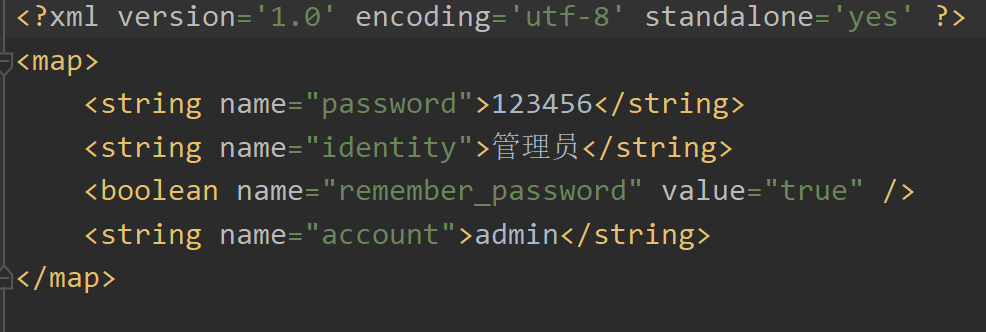 <?xml version='1.0' encoding='utf-8' standalone='yes' ?>
<map>
    <string name="password">123456</string>
    <string name="identity">管理员</string>
    <boolean name="remember_password" value="true" />
    <string name="account">admin</string>
</map>